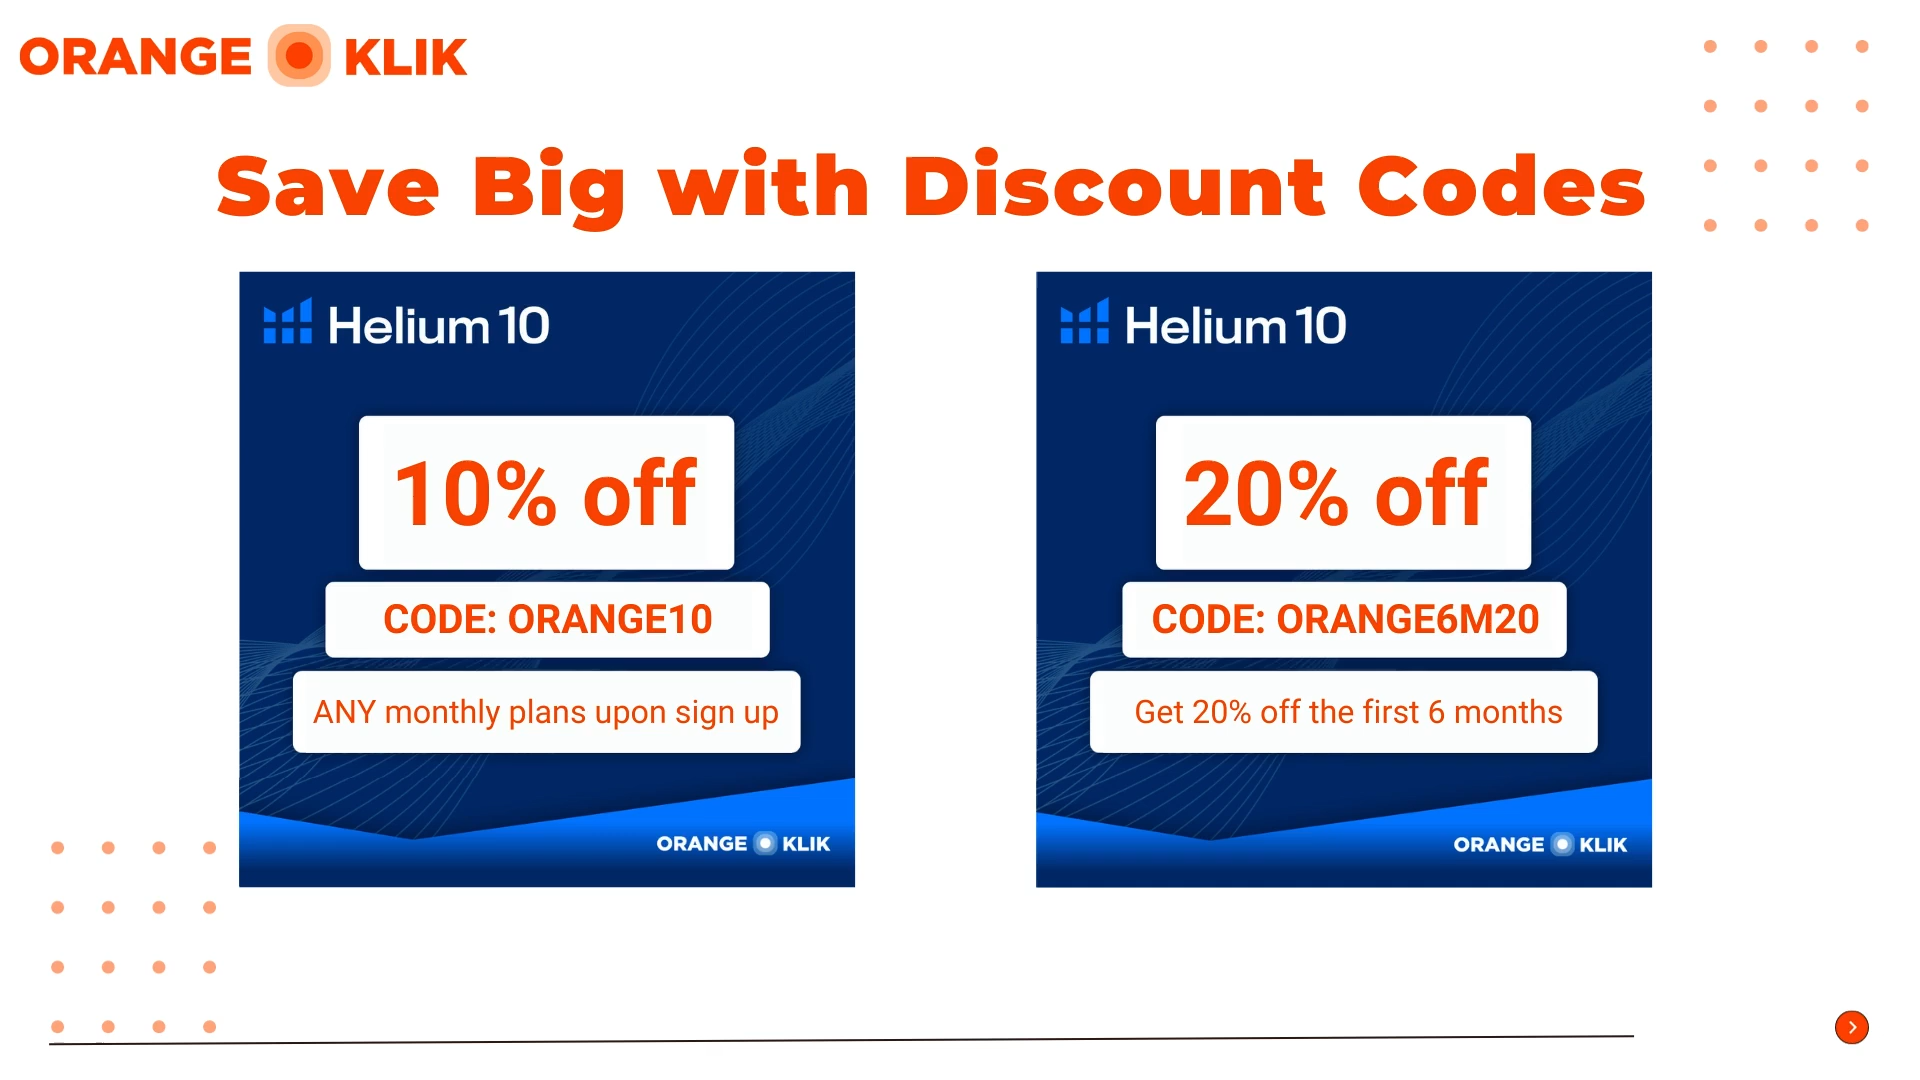 ORANGE KLIK
Save Big with Discount Codes
Helium 10
10% off
CODE: ORANGE10
ANY monthly plans upon sign up
ORANGE KLIK
Helium 10
20% off
CODE: ORANGE6M20
Get 20% off the first 6 months
ORANGE KLIK